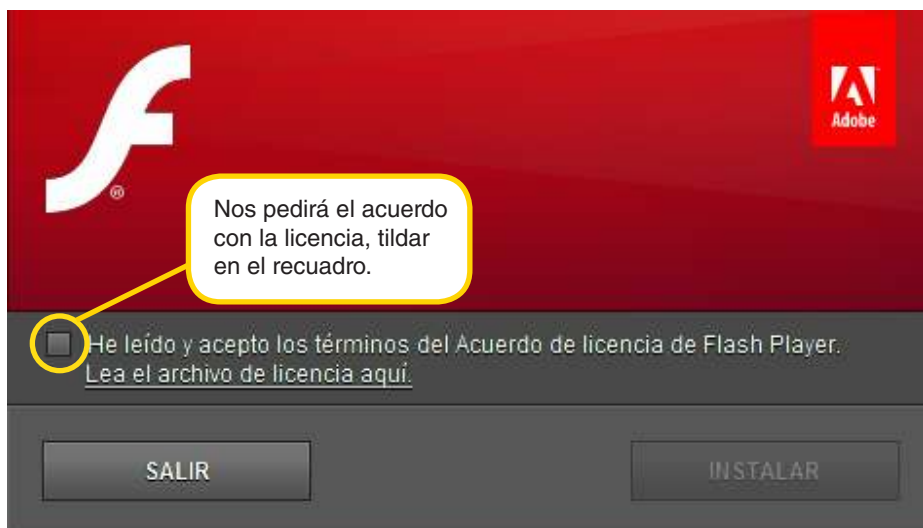 Adobe
®
Nos pedirá el acuerdo
con la licencia, tildar
en el recuadro.
He leído y acepto los términos del Acuerdo de licencia de Flash Player.
Lea el archivo de licencia aquí.
SALIR
INSTALAR